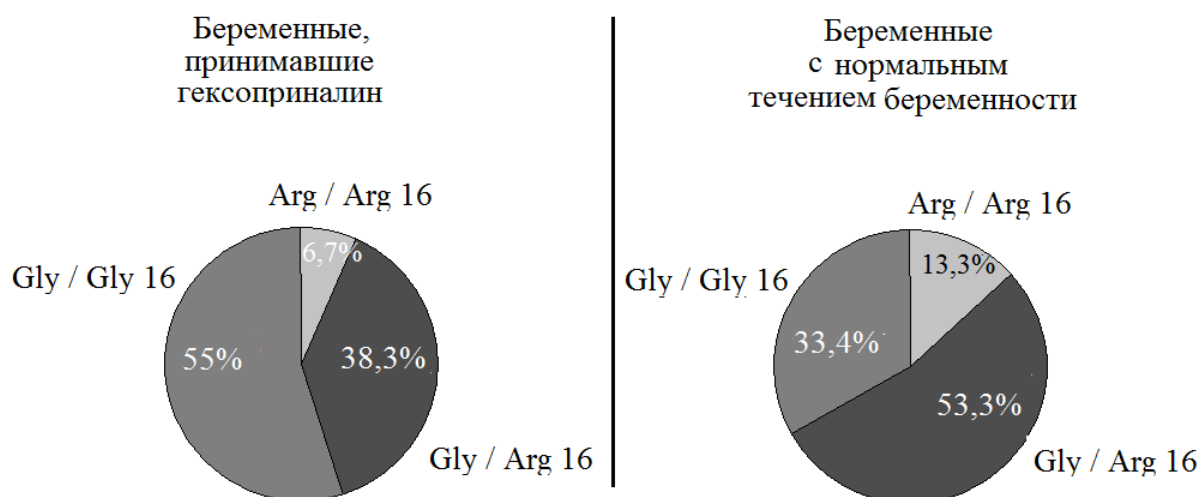 Беременные,
принимавшие
гексоприналин
Arg / Arg 16
6,7%
Gly / Gly 16
55%
38,3%
Gly / Arg 16
Беременные
с нормальным
течением беременности
Arg / Arg 16
13,3%
Gly / Gly 16
33,4%
53,3%
Gly / Arg 16